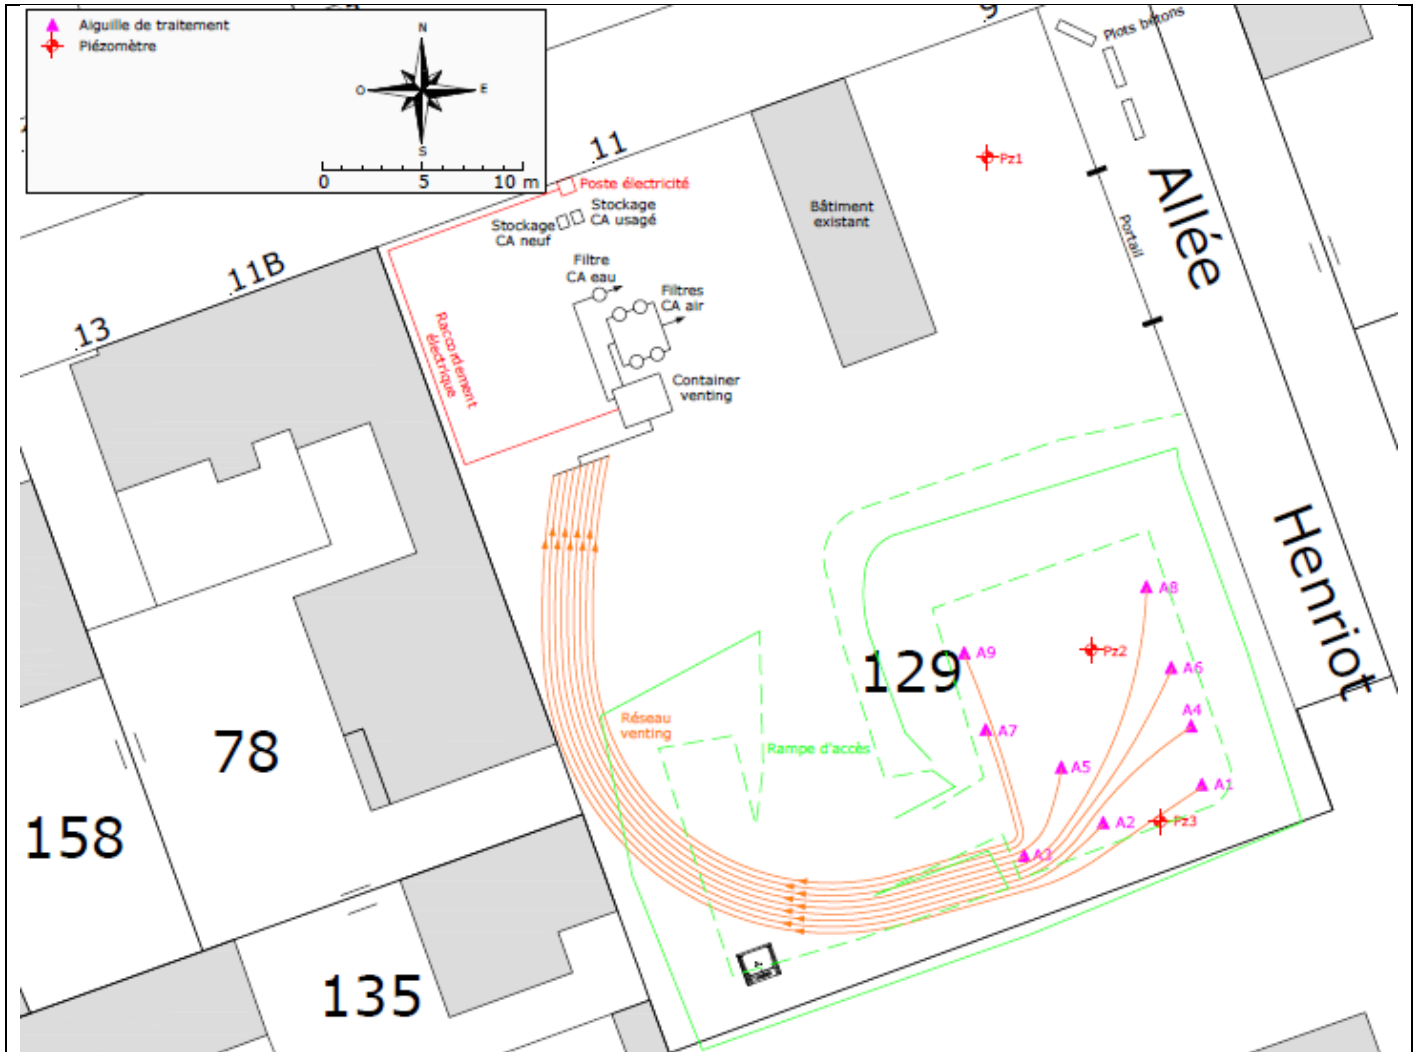 Aiguille de traitement
Piézomètre
N
O
E
S
0 5 10 m
9
Plots bétons
11
Pz1
Poste électricité
Stockage
CA usagé
Stockage
CA neuf
Bâtiment
existant
Allée
Portail
11B
Filtre
CA eau
Filtres
CA air
13
Raccordement
électrique
Container
venting
Henriot
A8
Pz2
A9
129
A6
A4
Réseau
venting
A7
Rampe d'accès
78
A5
A1
158
A2
Pz3
A3
135